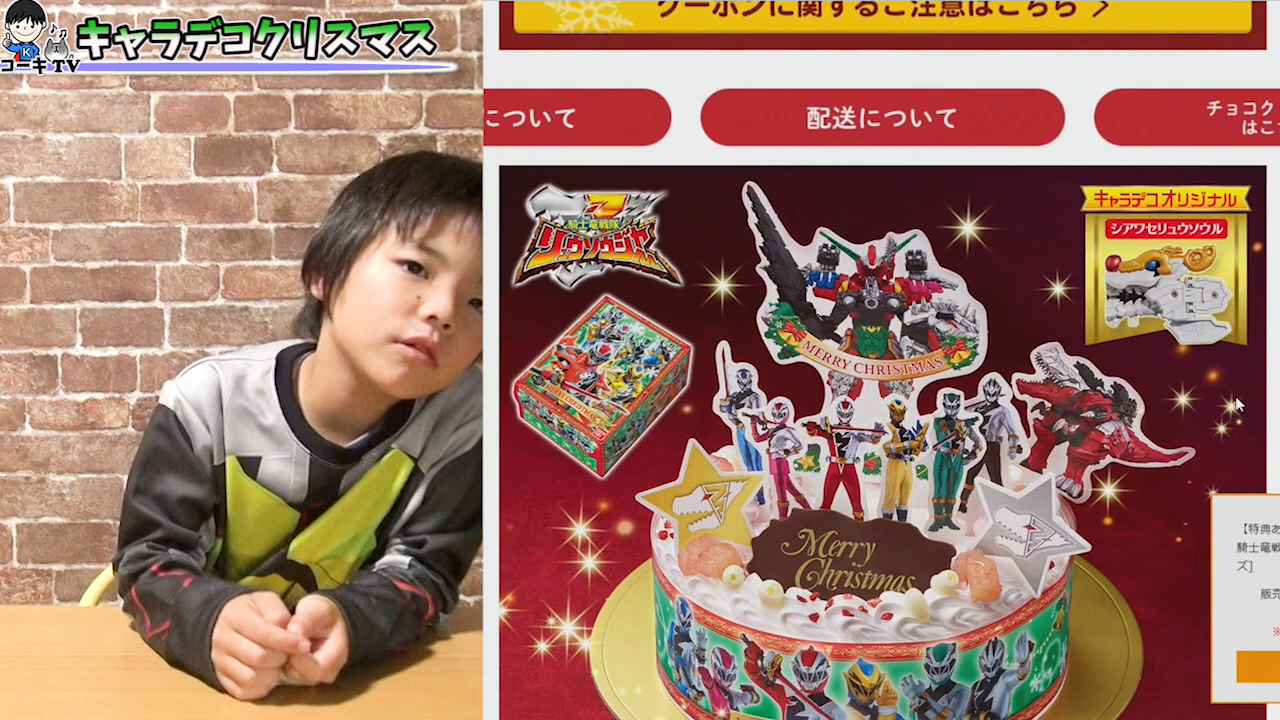 キャラデコクリスマス
コーキTV
クーポンに関するご注意はこちら >
について
配送について
チョコク
はこ
騎士竜戦隊
リュウソウジャー
キャラデコオリジナル
シアワセリュウソウル
MERRY CHRISTMAS
Merry
Christmas
【特典あ
騎士竜戦
ズ]
販売